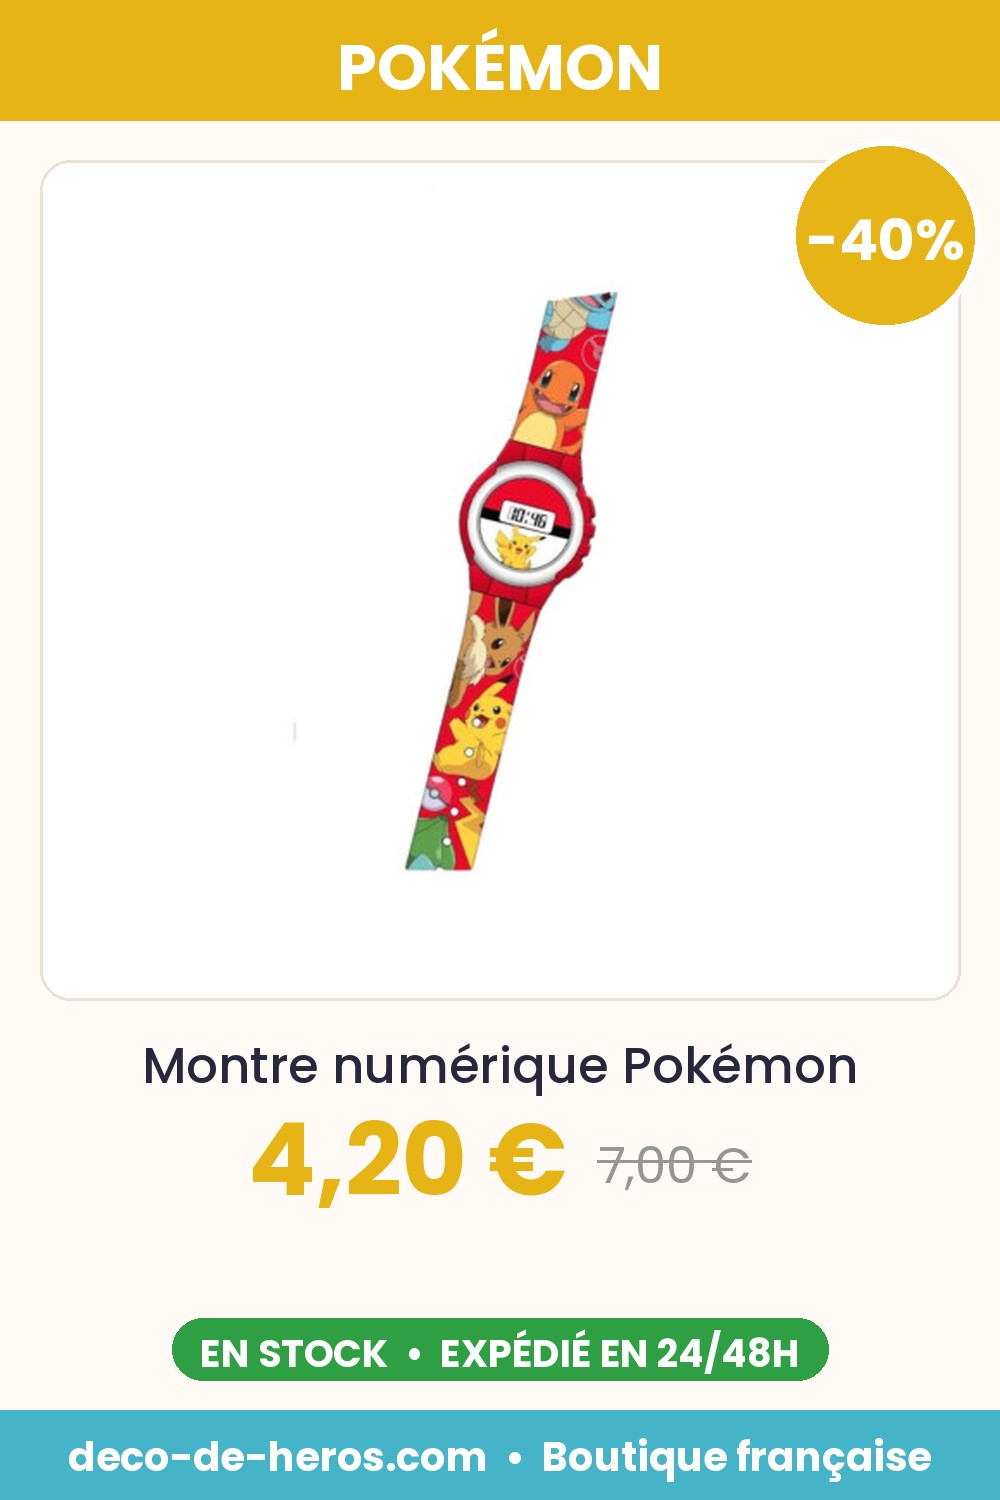 POKÉMON
-40%
10:46
Montre numérique Pokémon
4,20 € 7,00 €
EN STOCK • EXPÉDIÉ EN 24/48H
deco-de-heros.com • Boutique française